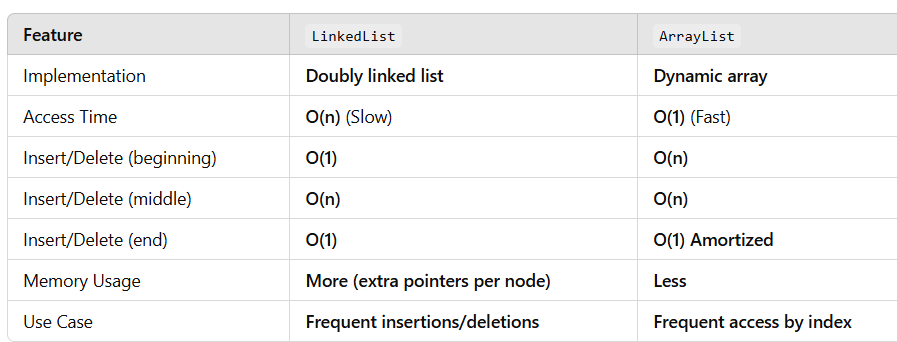 Feature LinkedList ArrayList
Implementation Doubly linked list Dynamic array
Access Time O(n) (Slow) O(1) (Fast)
Insert/Delete (beginning) O(1) O(n)
Insert/Delete (middle) O(n) O(n)
Insert/Delete (end) O(1) O(1) Amortized
Memory Usage More (extra pointers per node) Less
Use Case Frequent insertions/deletions Frequent access by index